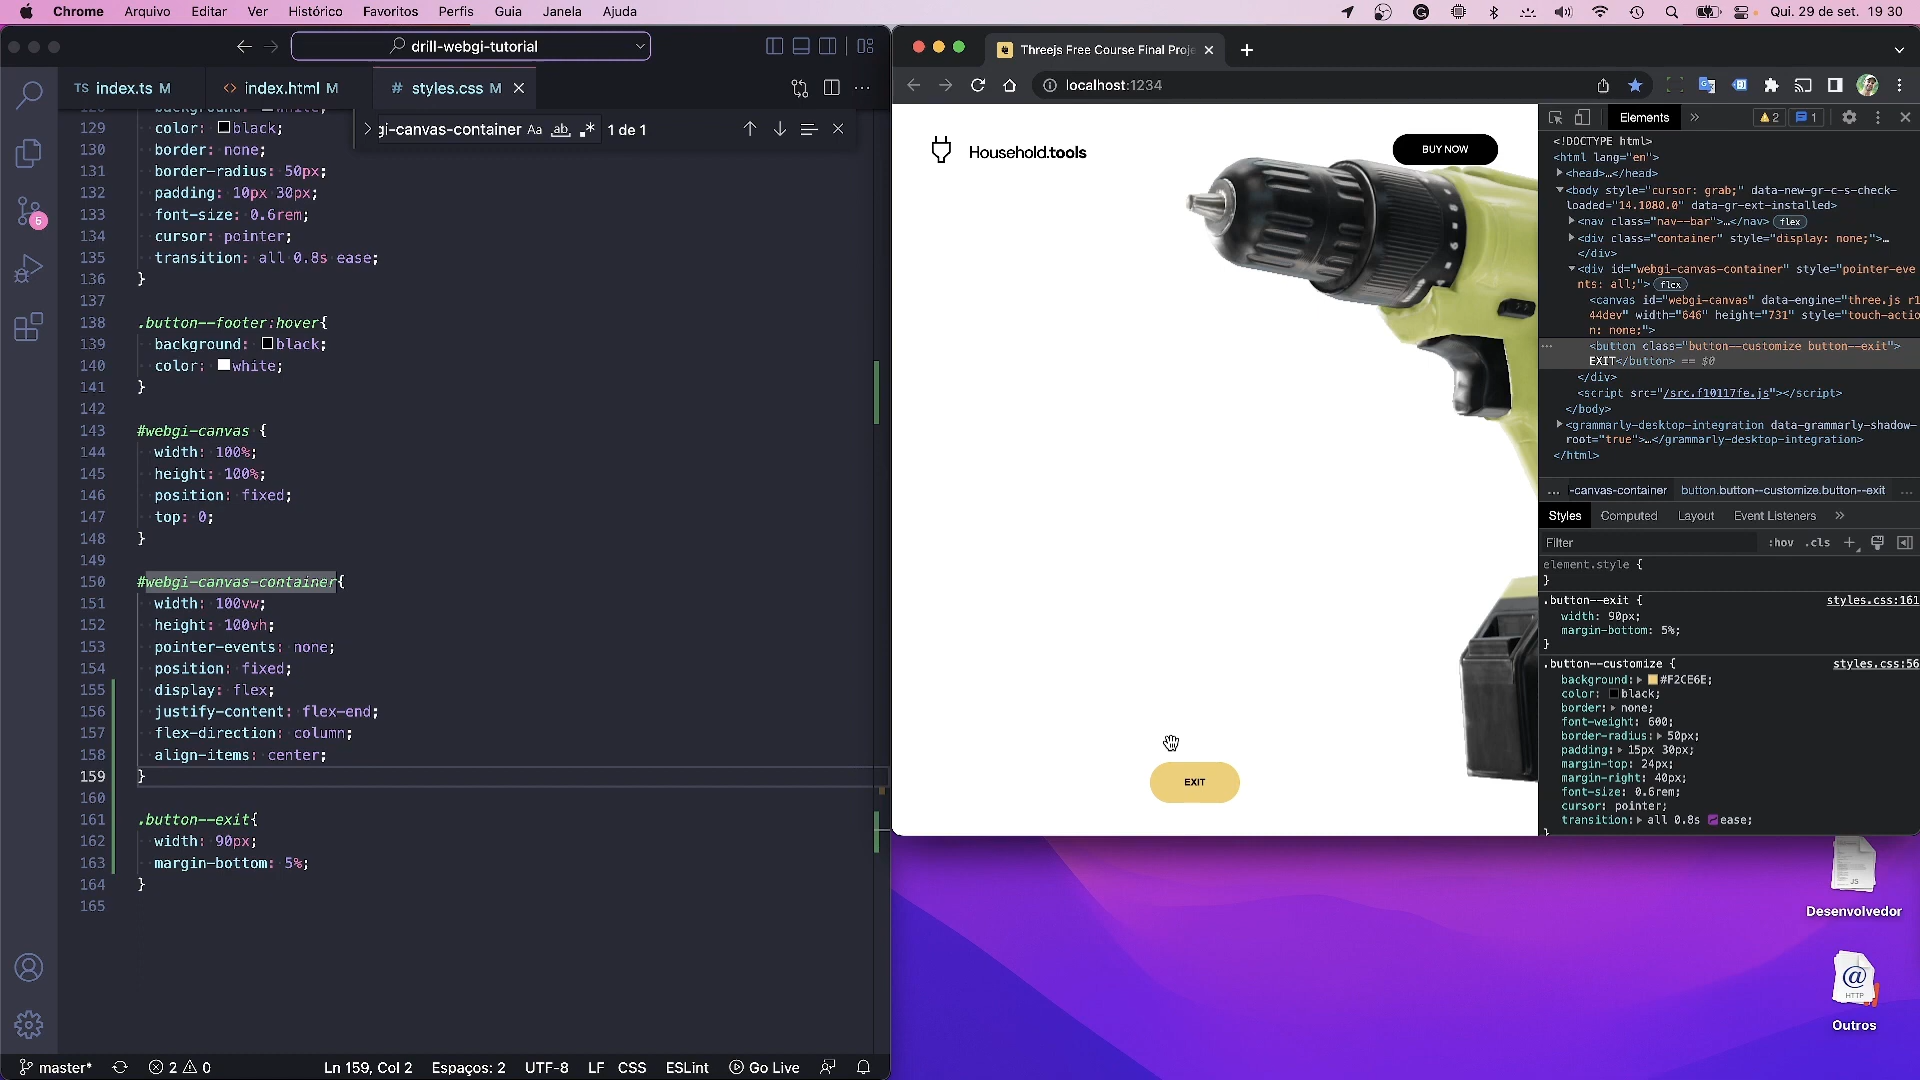 Chrome Arquivo Editar Ver Histórico Favoritos Perfis Guia Janela Ajuda
Qui. 29 de set. 19 30
drill-webgi-tutorial
TS index.ts M
<> index.html M
# styles.css M
gi-canvas-container Aa ab 1 de 1
129 color: black;
130 border: none;
131 border-radius: 50px;
132 padding: 10px 30px;
133 font-size: 0.6rem;
134 cursor: pointer;
135 transition: all 0.8s ease;
136 }
137
138 .button--footer:hover{
139 background: black;
140 color: white;
141 }
142
143 #webgi-canvas {
144 width: 100%;
145 height: 100%;
146 position: fixed;
147 top: 0;
148 }
149
150 #webgi-canvas-container{
151 width: 100vw;
152 height: 100vh;
153 pointer-events: none;
154 position: fixed;
155 display: flex;
156 justify-content: flex-end;
157 flex-direction: column;
158 align-items: center;
159 }
160
161 .button--exit{
162 width: 90px;
163 margin-bottom: 5%;
164 }
165
5
master* 2 0 Ln 159, Col 2 Espaços: 2 UTF-8 LF CSS ESLint Go Live
Threejs Free Course Final Proje
localhost:1234
Household.tools
BUY NOW
EXIT
Elements » 2 1
<!DOCTYPE html>
<html lang="en">
<head>…</head>
<body style="cursor: grab;" data-new-gr-c-s-check-
loaded="14.1080.0" data-gr-ext-installed>
<nav class="nav--bar">…</nav> flex
<div class="container" style="display: none;">…
</div>
<div id="webgi-canvas-container" style="pointer-eve
nts: all;"> flex
<canvas id="webgi-canvas" data-engine="three.js r1
44dev" width="646" height="731" style="touch-actio
n: none;">
… <button class="button--customize button--exit">
EXIT</button> == $0
</div>
<script src="/src.f10117fe.js"></script>
</body>
<grammarly-desktop-integration data-grammarly-shadow-
root="true">…</grammarly-desktop-integration>
</html>
… -canvas-container button.button--customize.button--exit …
Styles Computed Layout Event Listeners »
Filter :hov .cls +
element.style {
}
.button--exit { styles.css:161
width: 90px;
margin-bottom: 5%;
}
.button--customize { styles.css:56
background: #F2CE6E;
color: black;
border: none;
font-weight: 600;
border-radius: 50px;
padding: 15px 30px;
margin-top: 24px;
margin-right: 40px;
font-size: 0.6rem;
cursor: pointer;
transition: all 0.8s ease;
JS
Desenvolvedor
@
HTTP
Outros